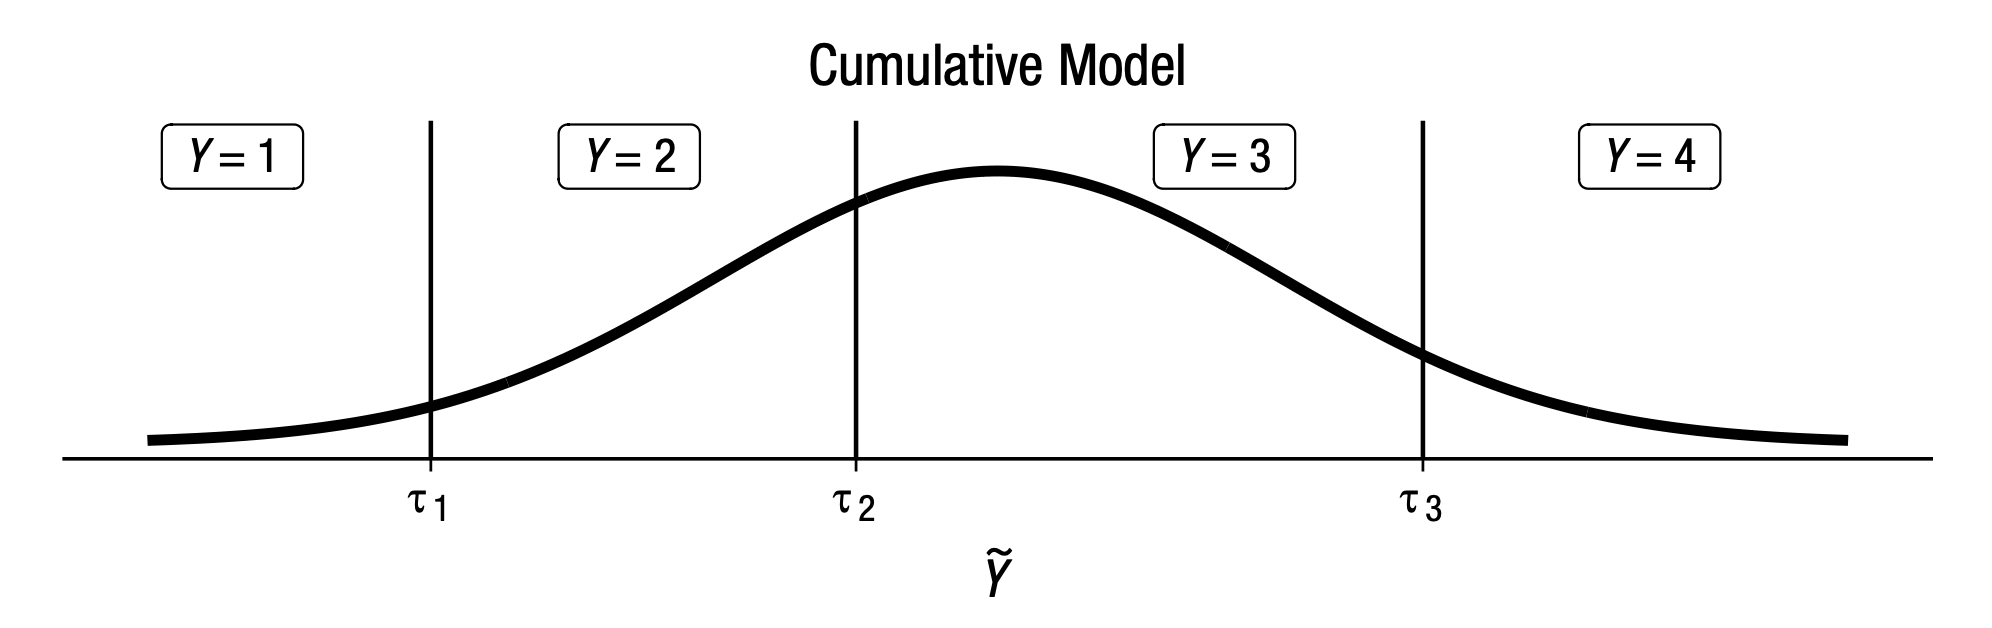 Cumulative Model
Y = 1
Y = 2
Y = 3
Y = 4
τ1
τ2
τ3
Ỹ